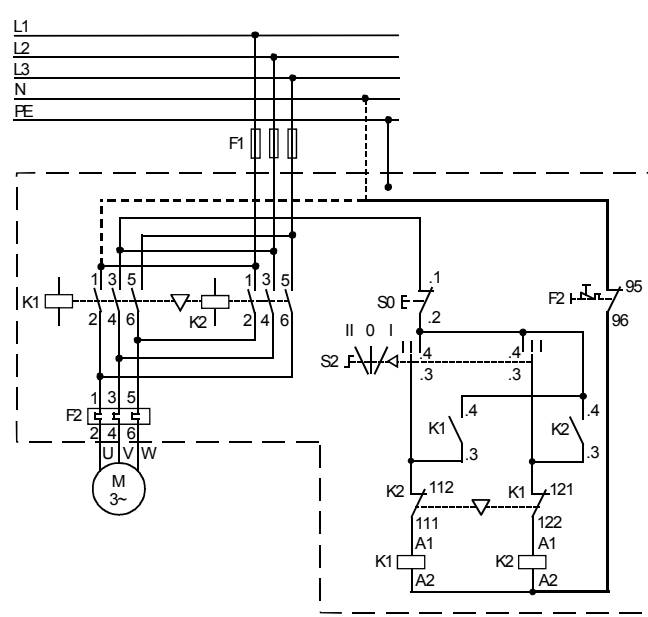 L1
L2
L3
N
PE
F1
1 3 5
1 3 5
K1
K2
2 4 6
2 4 6
.1
S0
.2
95
F2
96
II 0 I
S2
.4
.4
.3
.3
1 3 5
F2
2 4 6
U V W
M
3~
.4
K1
.3
.4
K2
.3
K2 112
111
K1 121
122
A1
K1
A2
A1
K2
A2